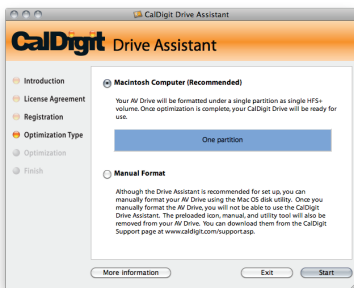 CalDigit Drive Assistant
CalDigit Drive Assistant
Introduction
License Agreement
Registration
Optimization Type
Optimization
Finish
Macintosh Computer (Recommended)
Your AV Drive will be formatted under a single partition as single HFS+
volume. Once optimization is complete, your CalDigit Drive will be ready for
use.
One partition
Manual Format
Although the Drive Assistant is recommended for set up, you can
manually format your AV Drive using the Mac OS disk utility. Once you
manually format the AV Drive, you will not be able to use the CalDigit
Drive Assistant. The preloaded icon, manual, and utility tool will also be
removed from your AV Drive. You can download them from the CalDigit
Support page at www.caldigit.com/support.asp.
More information
Exit
Start